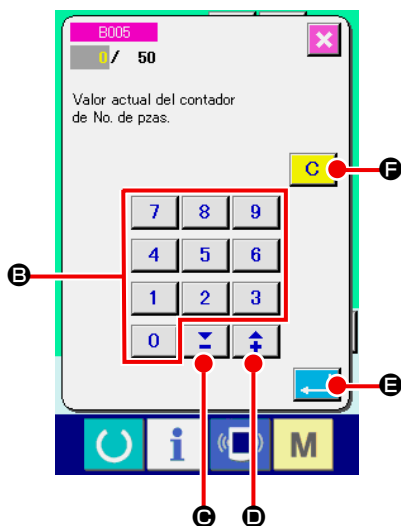 B005
0/ 50
Valor actual del contador
de No. de pzas.
C
F
7 8 9
4 5 6
B
1 2 3
0 − +
E
i M
C D